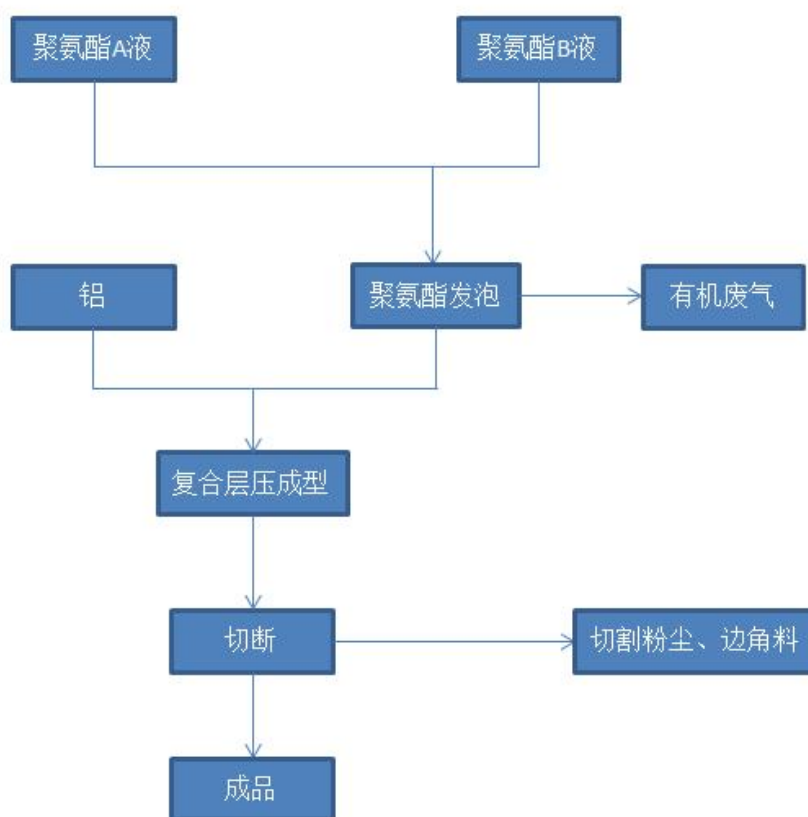 聚氨酯A液
聚氨酯B液
铝
聚氨酯发泡
有机废气
复合层压成型
切断
切割粉尘、边角料
成品